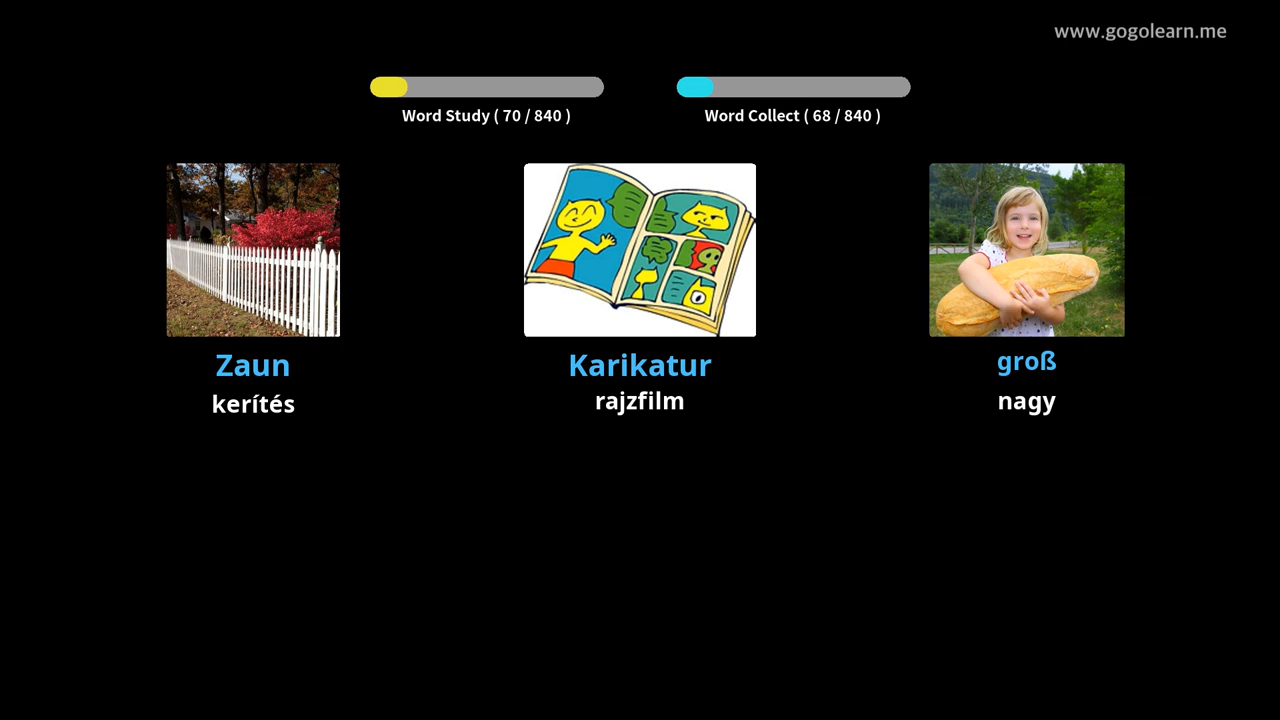 www.gogolearn.me
Word Study ( 70 / 840 )
Word Collect ( 68 / 840 )
Zaun
kerítés
Karikatur
rajzfilm
groß
nagy